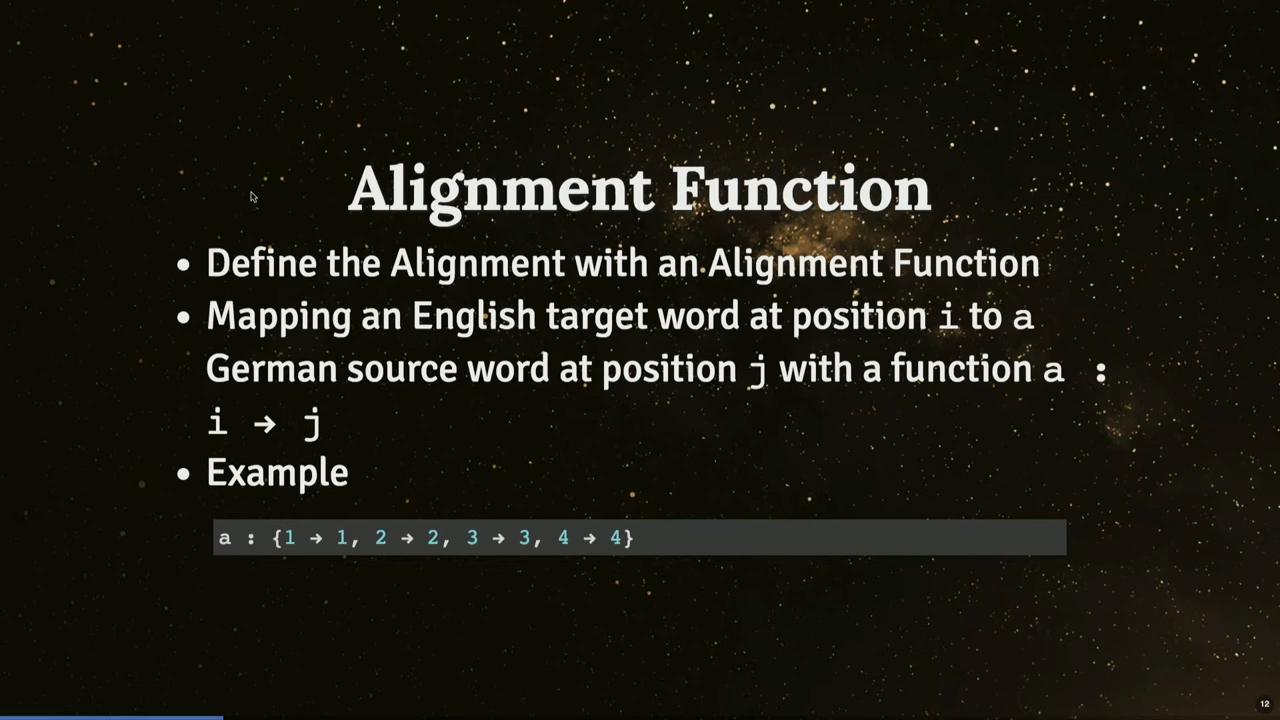 Alignment Function
• Define the Alignment with an Alignment Function
• Mapping an English target word at position i to a
German source word at position j with a function a :
i → j
• Example
a : {1 → 1, 2 → 2, 3 → 3, 4 → 4}
12